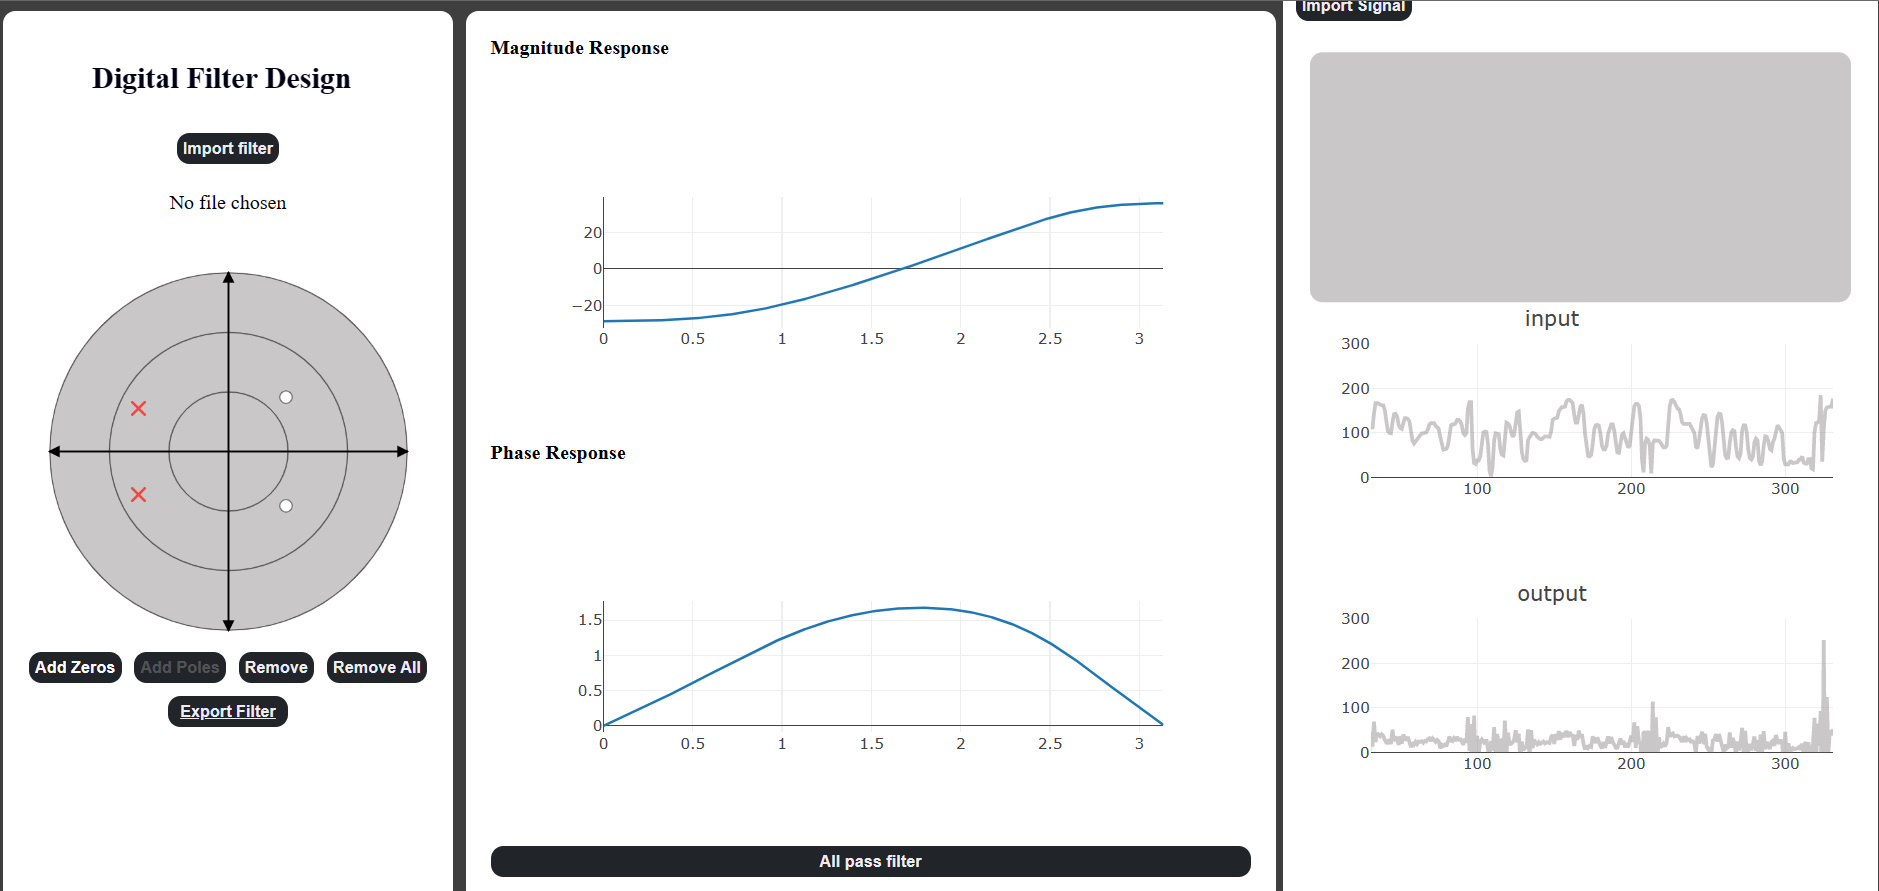 Digital Filter Design
Import filter
No file chosen
Add Zeros
Add Poles
Remove
Remove All
Export Filter
Magnitude Response
20
0
−20
0 0.5 1 1.5 2 2.5 3
Phase Response
1.5
1
0.5
0
0 0.5 1 1.5 2 2.5 3
All pass filter
Import Signal
input
300
200
100
0
100 200 300
output
300
200
100
0
100 200 300